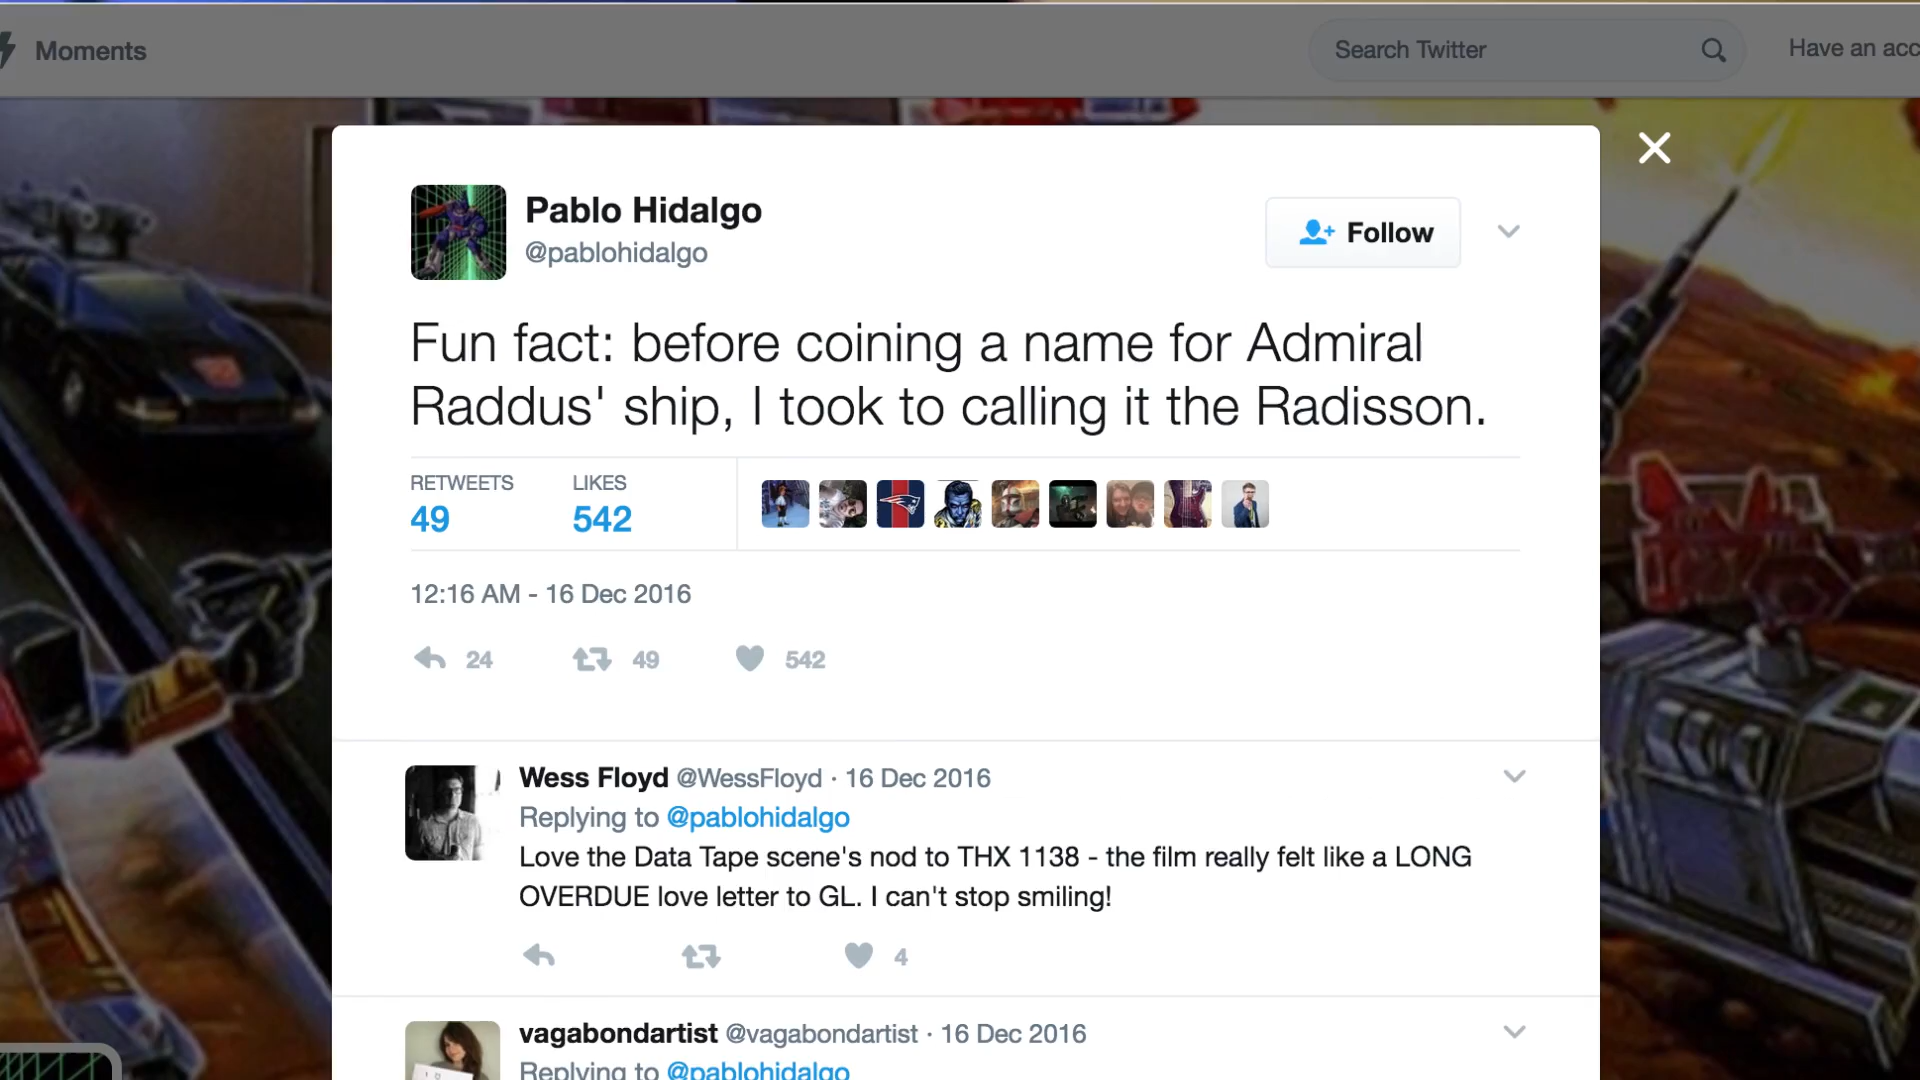 Moments
Search Twitter
Have an acc
Pablo Hidalgo
@pablohidalgo
Follow
Fun fact: before coining a name for Admiral
Raddus' ship, I took to calling it the Radisson.
RETWEETS LIKES
49 542
12:16 AM - 16 Dec 2016
24 49 542
Wess Floyd @WessFloyd · 16 Dec 2016
Replying to @pablohidalgo
Love the Data Tape scene's nod to THX 1138 - the film really felt like a LONG
OVERDUE love letter to GL. I can't stop smiling!
4
vagabondartist @vagabondartist · 16 Dec 2016
Replying to @pablohidalgo